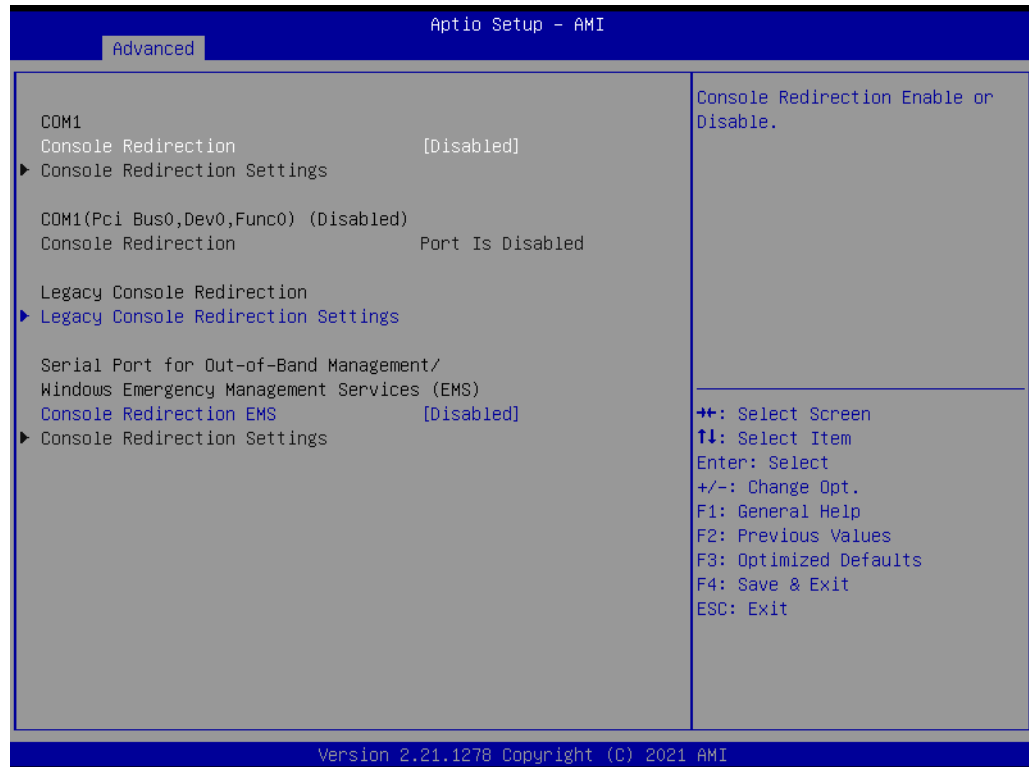 Aptio Setup – AMI
Advanced
COM1
Console Redirection [Disabled]
▶ Console Redirection Settings
COM1(Pci Bus0,Dev0,Func0) (Disabled)
Console Redirection Port Is Disabled
Legacy Console Redirection
▶ Legacy Console Redirection Settings
Serial Port for Out-of-Band Management/
Windows Emergency Management Services (EMS)
Console Redirection EMS [Disabled]
▶ Console Redirection Settings
Console Redirection Enable or
Disable.
→←: Select Screen
↑↓: Select Item
Enter: Select
+/-: Change Opt.
F1: General Help
F2: Previous Values
F3: Optimized Defaults
F4: Save & Exit
ESC: Exit
Version 2.21.1278 Copyright (C) 2021 AMI